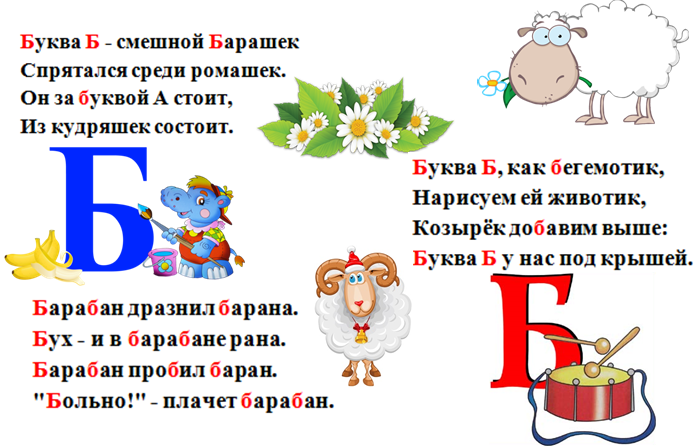 Буква Б - смешной Барашек
Спрятался среди ромашек.
Он за буквой А стоит,
Из кудряшек состоит.
Буква Б, как бегемотик,
Нарисуем ей животик,
Козырёк добавим выше:
Буква Б у нас под крышей.
Б
Барабан дразнил барана.
Бух - и в барабане рана.
Барабан пробил баран.
"Больно!" - плачет барабан.
Б